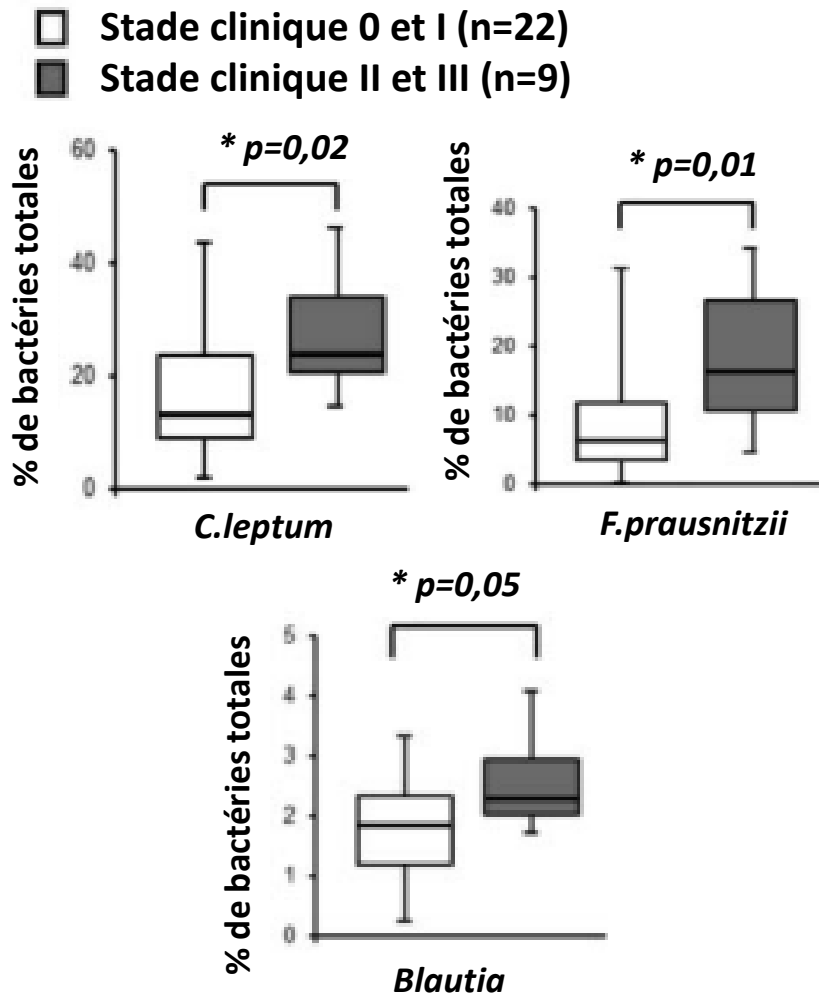 Stade clinique 0 et I (n=22)
Stade clinique II et III (n=9)
* p=0,02
% de bactéries totales
60
40
20
0
C.leptum
* p=0,01
% de bactéries totales
40
30
20
10
0
F.prausnitzii
* p=0,05
% de bactéries totales
5
4
3
2
1
0
Blautia